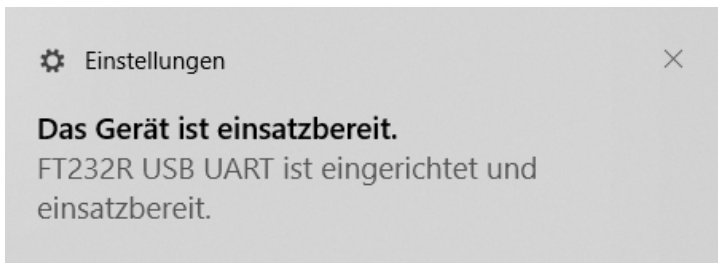 Einstellungen
Das Gerät ist einsatzbereit.
FT232R USB UART ist eingerichtet und
einsatzbereit.